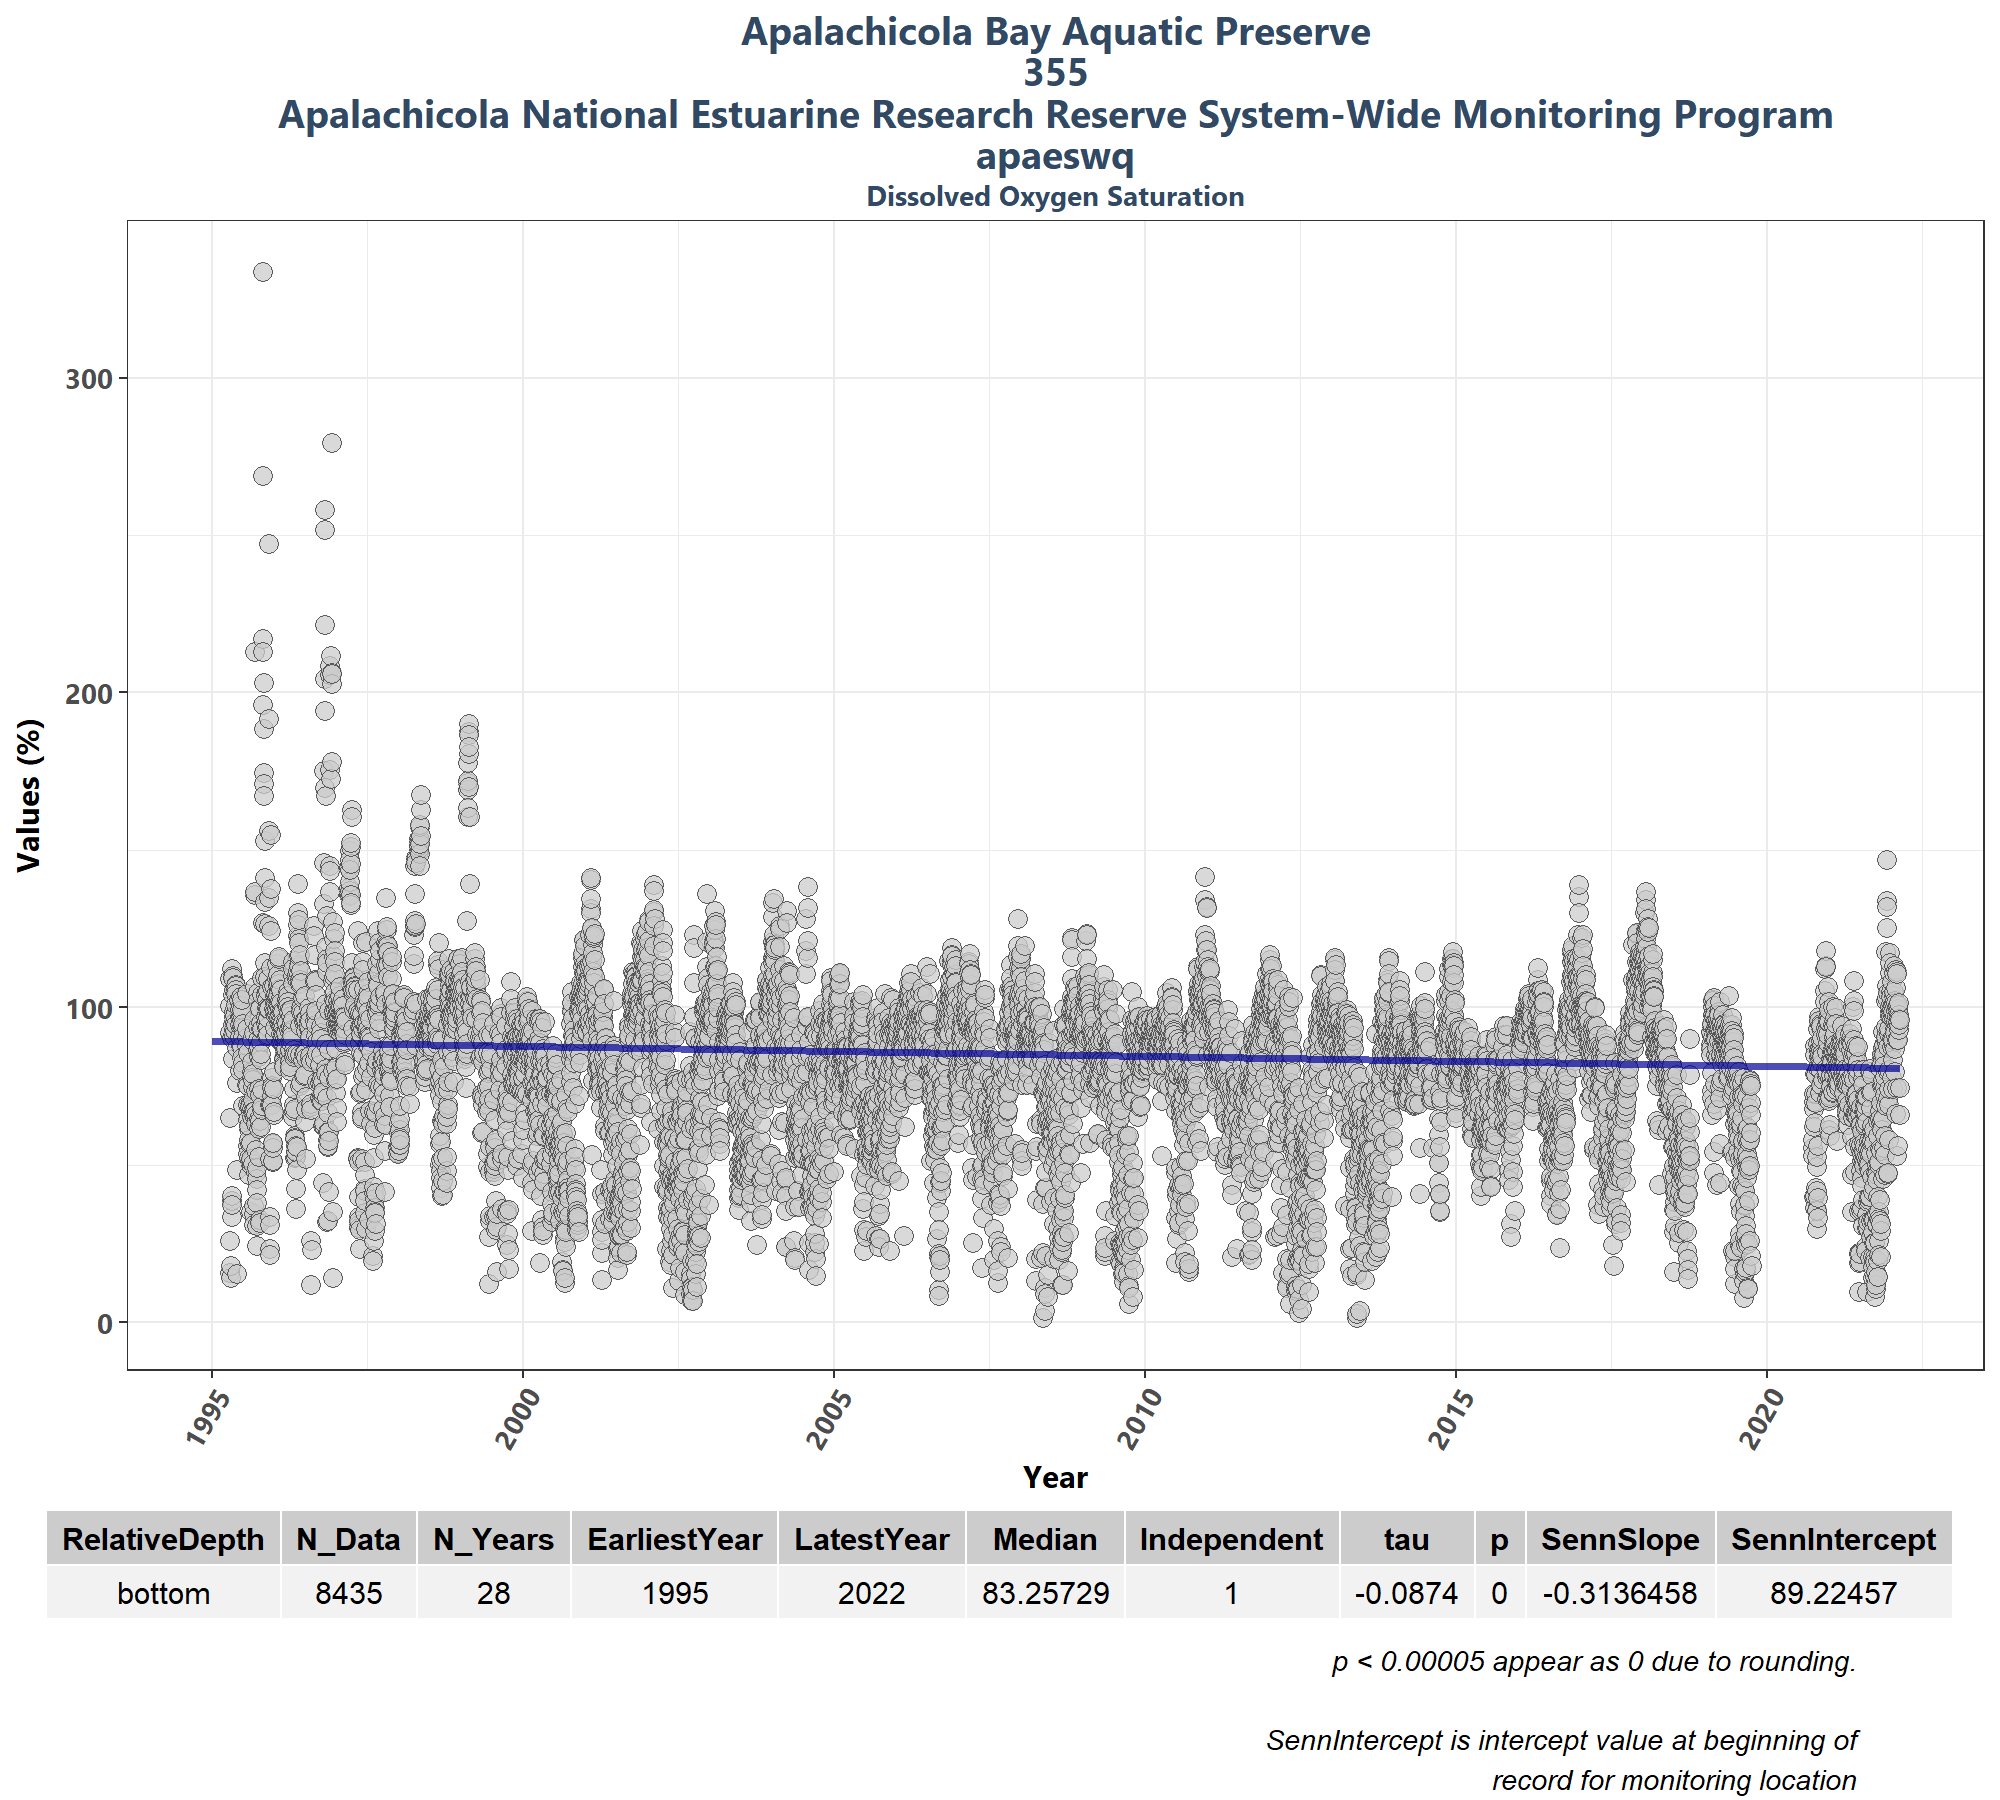 Apalachicola Bay Aquatic Preserve
355
Apalachicola National Estuarine Research Reserve System-Wide Monitoring Program
apaeswq
Dissolved Oxygen Saturation
300
200
100
0
Values (%)
1995 2000 2005 2010 2015 2020
Year
RelativeDepth N_Data N_Years EarliestYear LatestYear Median Independent tau p SennSlope SennIntercept
bottom 8435 28 1995 2022 83.25729 1 -0.0874 0 -0.3136458 89.22457
p < 0.00005 appear as 0 due to rounding.
SennIntercept is intercept value at beginning of
record for monitoring location